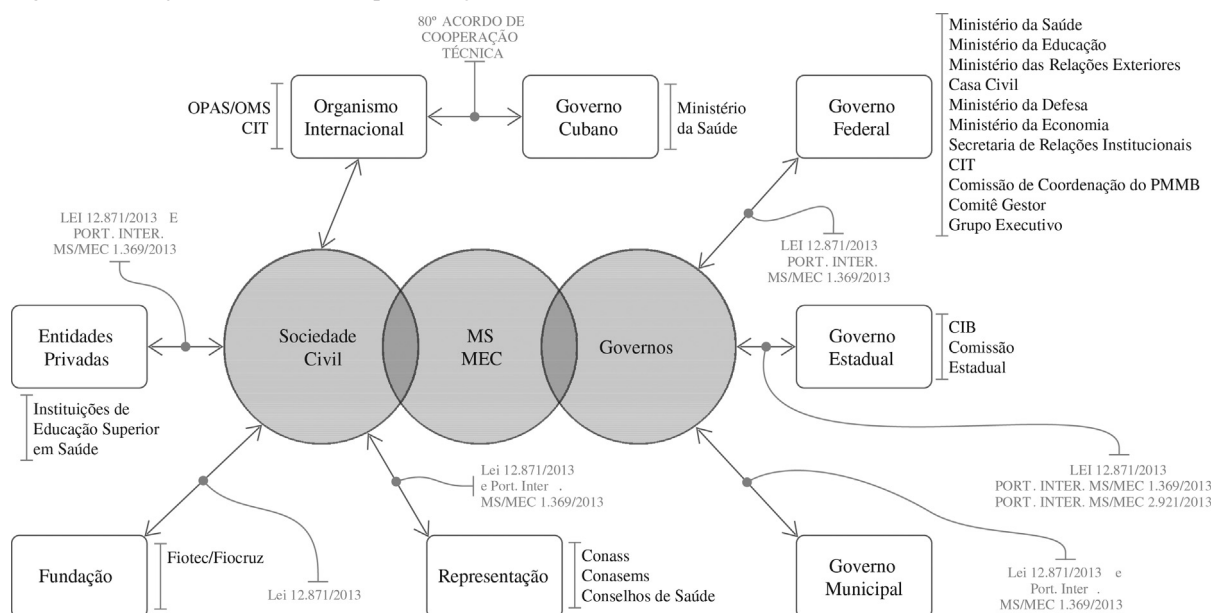 80º ACORDO DE
COOPERAÇÃO
TÉCNICA
OPAS/OMS
CIT
Organismo
Internacional
Governo
Cubano
Ministério
da Saúde
Governo
Federal
Ministério da Saúde
Ministério da Educação
Ministério das Relações Exteriores
Casa Civil
Ministério da Defesa
Ministério da Economia
Secretaria de Relações Institucionais
CIT
Comissão de Coordenação do PMMB
Comitê Gestor
Grupo Executivo
LEI 12.871/2013 E
PORT. INTER.
MS/MEC 1.369/2013
LEI 12.871/2013
PORT. INTER.
MS/MEC 1.369/2013
Entidades
Privadas
Instituições de
Educação Superior
em Saúde
Sociedade
Civil
MS
MEC
Governos
Governo
Estadual
CIB
Comissão
Estadual
LEI 12.871/2013
PORT. INTER. MS/MEC 1.369/2013
PORT. INTER. MS/MEC 2.921/2013
Lei 12.871/2013
e Port. Inter .
MS/MEC 1.369/2013
Fundação
Fiotec/Fiocruz
Lei 12.871/2013
Representação
Conass
Conasems
Conselhos de Saúde
Governo
Municipal
Lei 12.871/2013 e
Port. Inter .
MS/MEC 1.369/2013